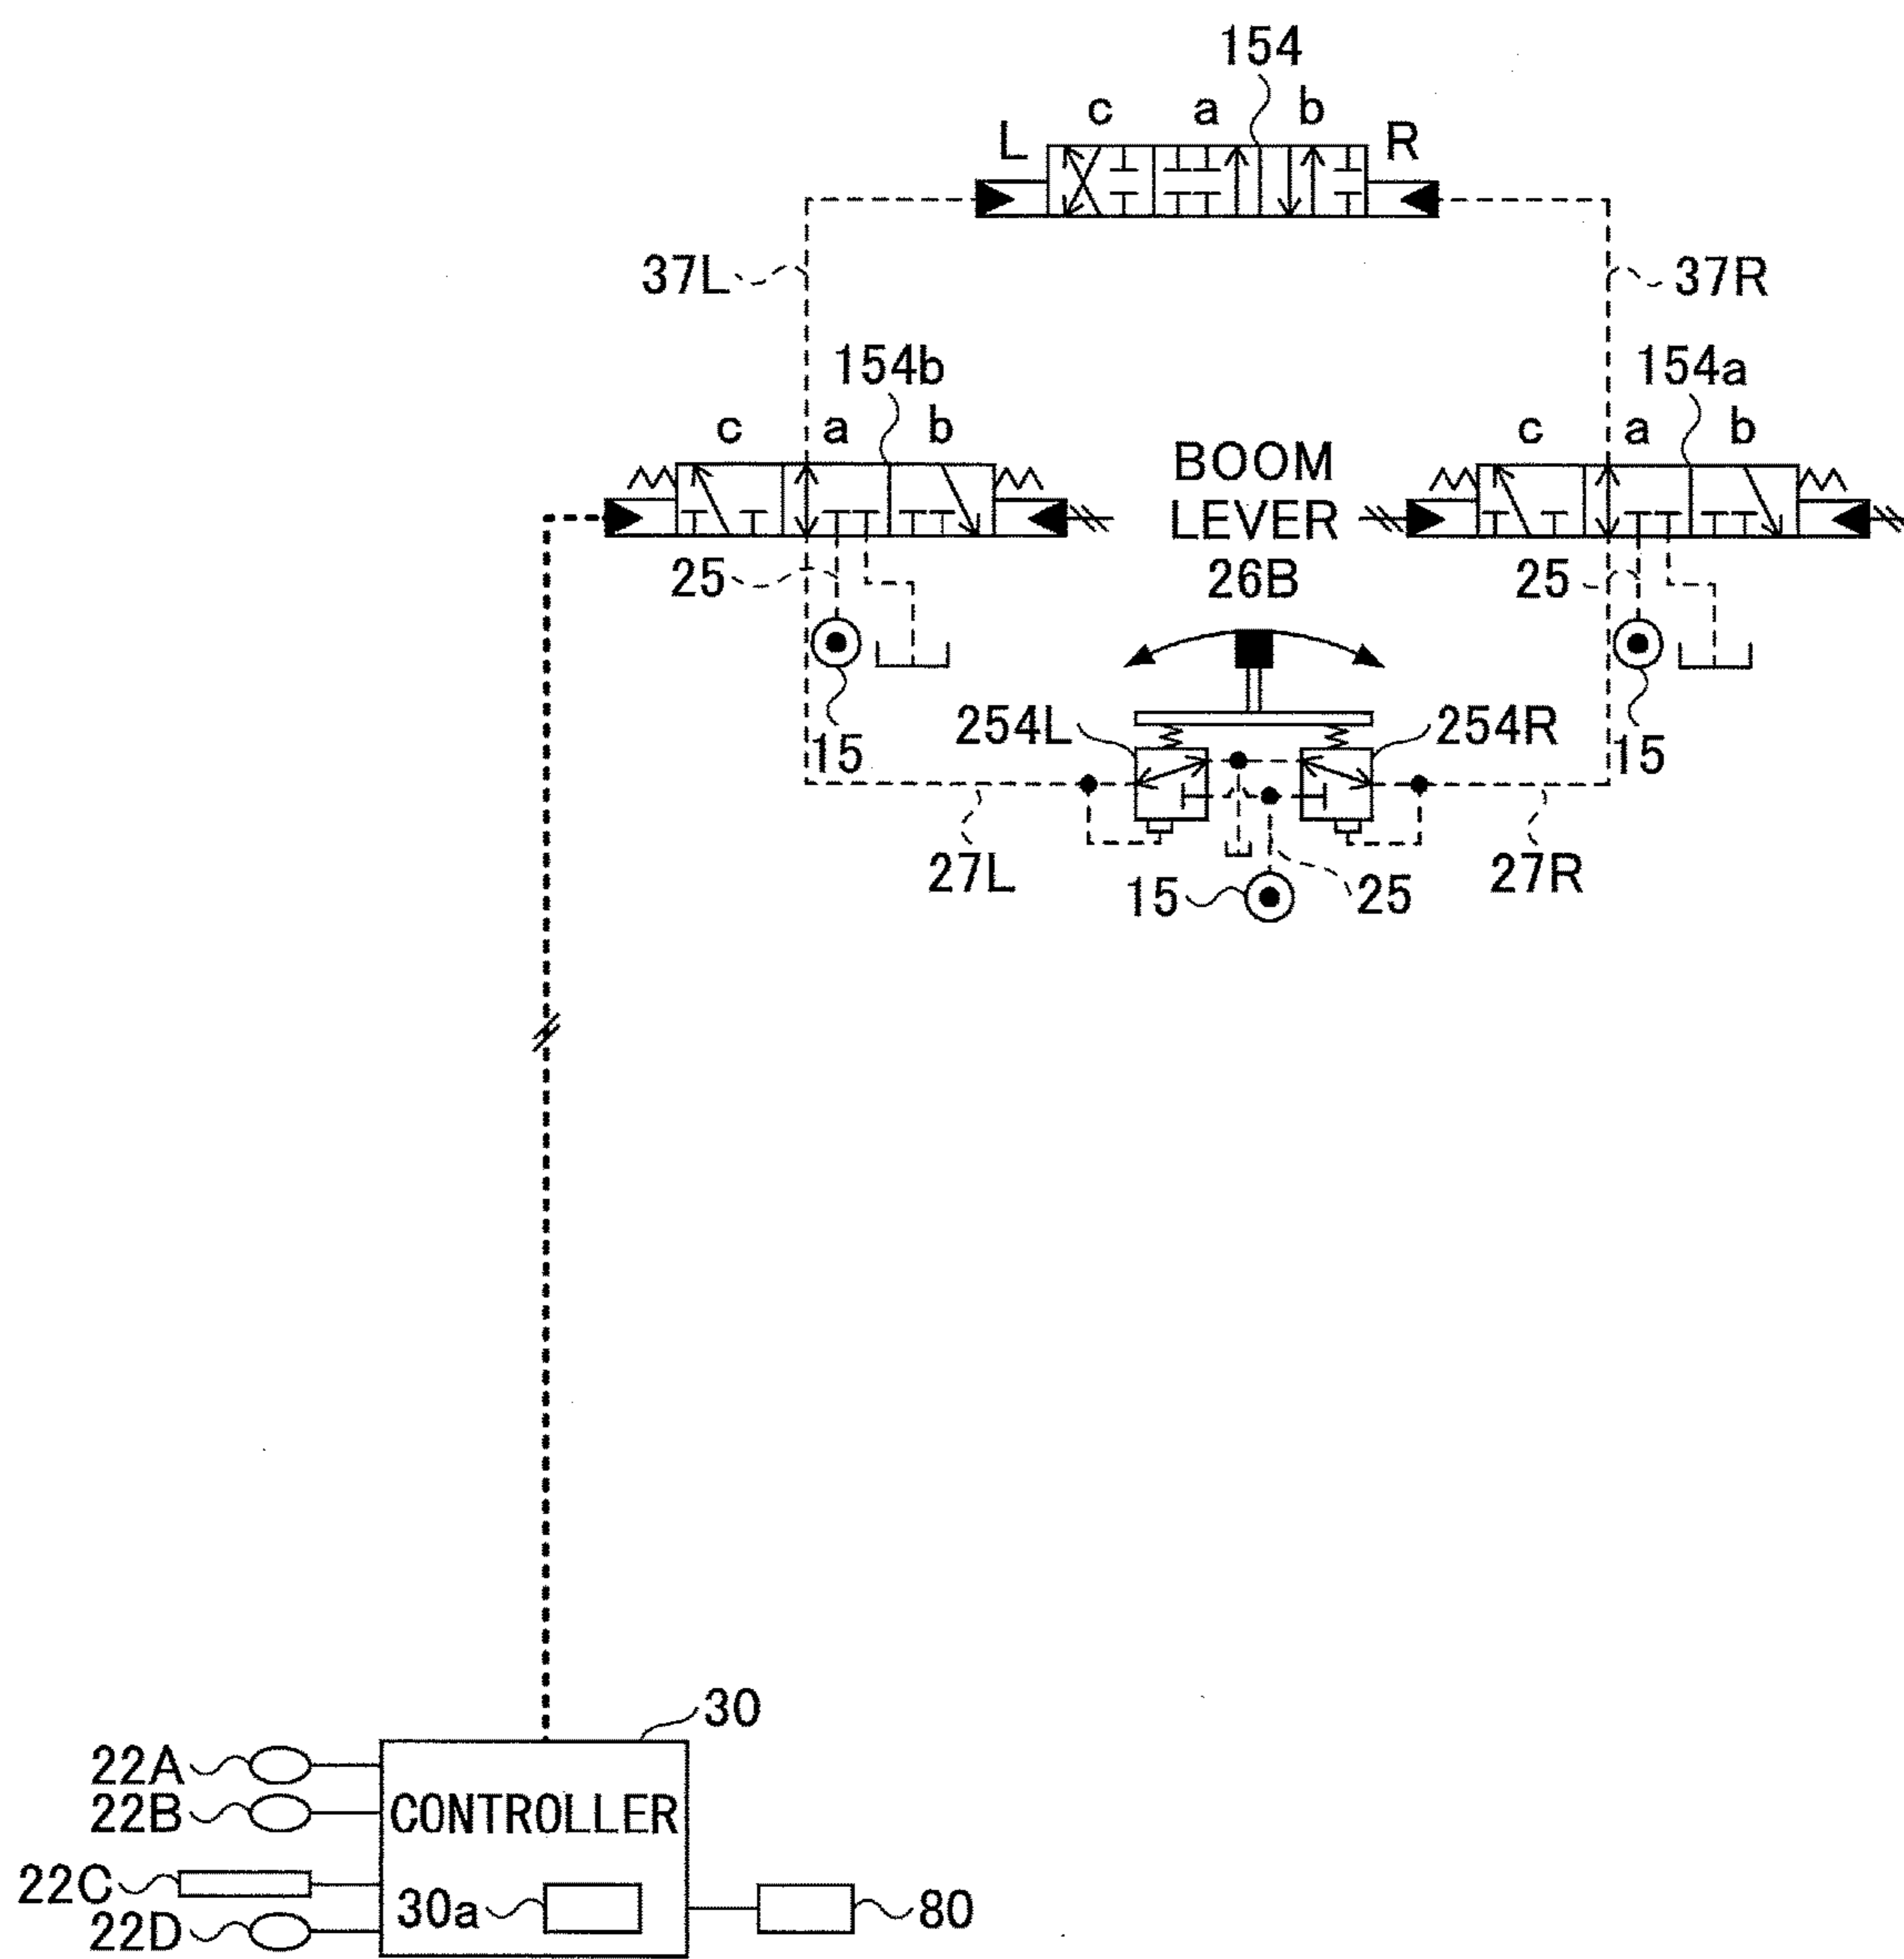 154
c a b
L R
37L 37R
154b 154a
c a b c a b
BOOM
LEVER
26B
25 25
15 15
254L 254R
27L 27R
15 25
30
22A
22B
22C
22D
CONTROLLER
30a 80